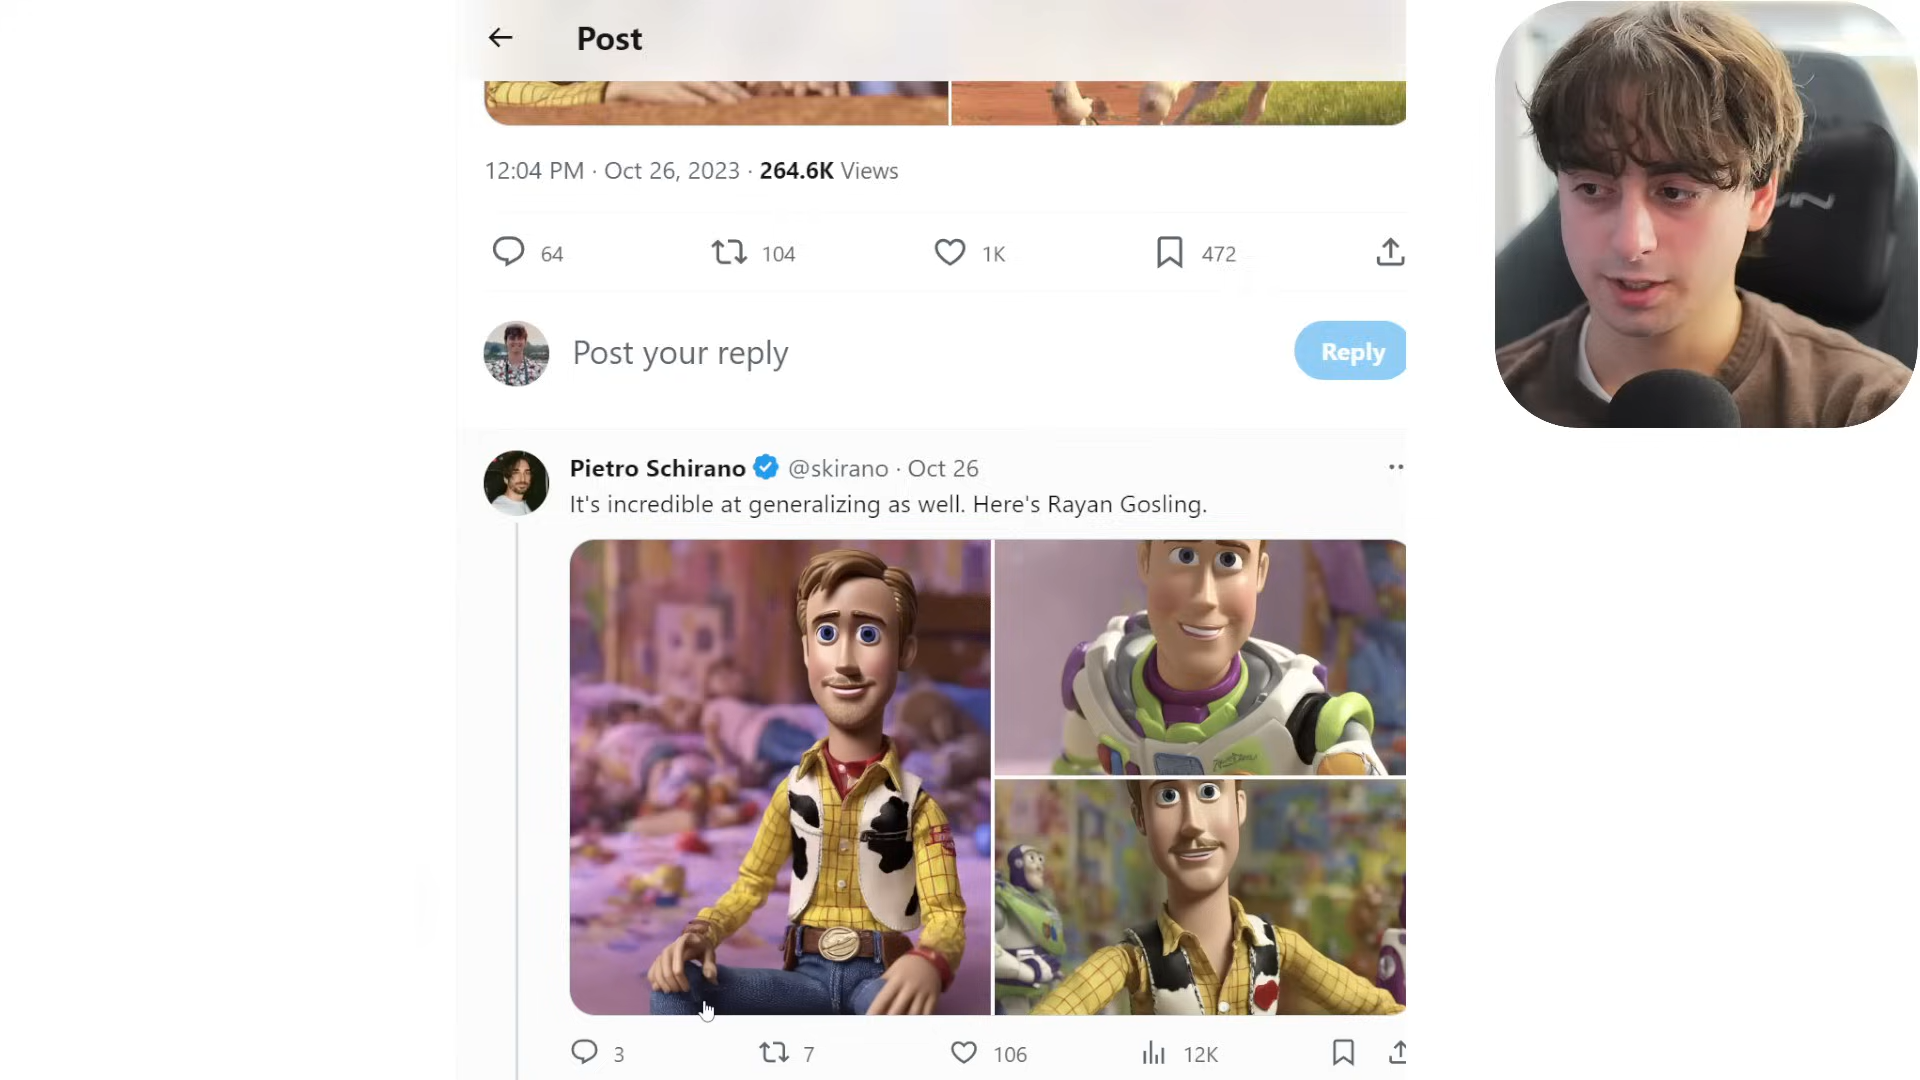 Post
12:04 PM · Oct 26, 2023 · 264.6K Views
64 104 1K 472
Post your reply
Reply
Pietro Schirano @skirano · Oct 26
It's incredible at generalizing as well. Here's Rayan Gosling.
3 7 106 12K